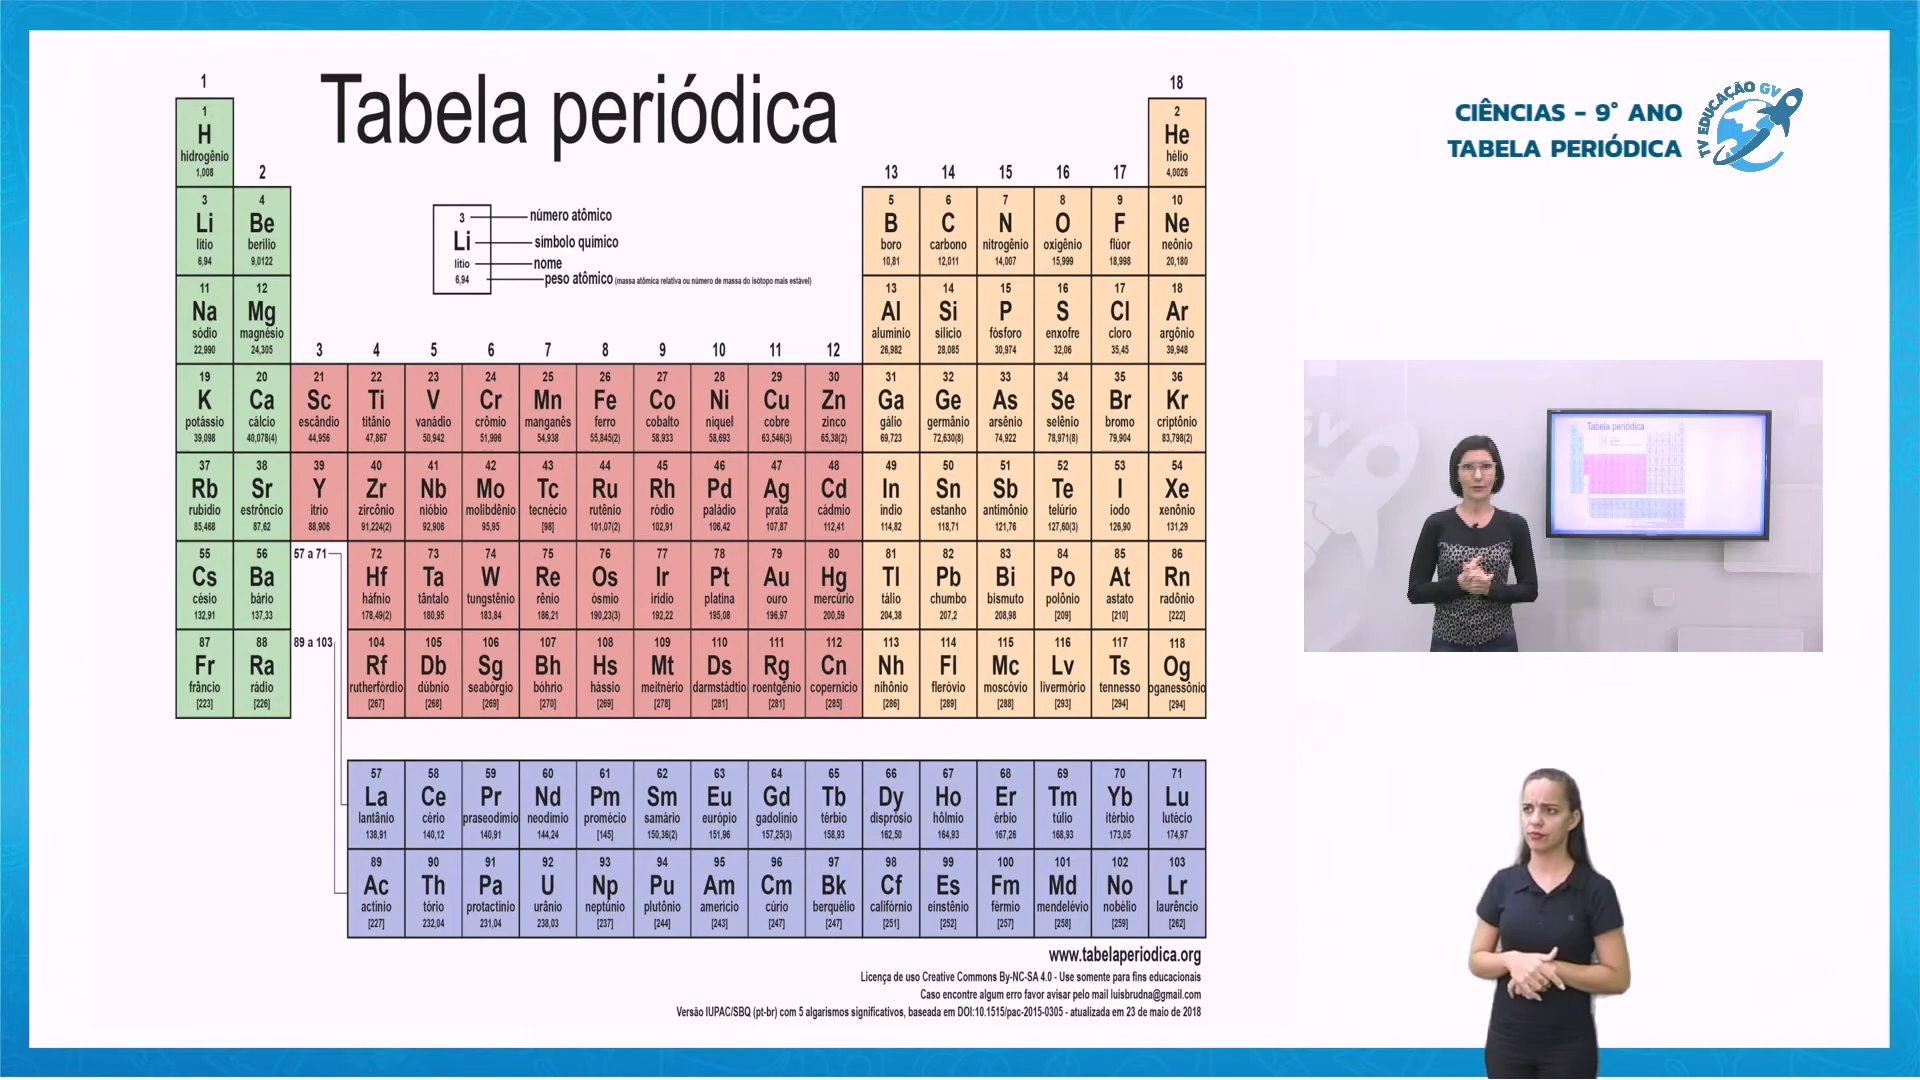 Tabela periódica
CIÊNCIAS - 9° ANO
TABELA PERIÓDICA
TV EDUCAÇÃO GV
1
18
1
H
hidrogênio
1,008
2
He
hélio
4,0026
2
13 14 15 16 17
3 número atômico
Li símbolo químico
lítio nome
6,94 peso atômico (massa atômica relativa ou número de massa do isótopo mais estável)
3 4 5 6 7 8 9 10
Li Be B C N O F Ne
lítio berílio boro carbono nitrogênio oxigênio flúor neônio
6,94 9,0122 10,81 12,011 14,007 15,999 18,998 20,180
11 12 13 14 15 16 17 18
Na Mg Al Si P S Cl Ar
sódio magnésio alumínio silício fósforo enxofre cloro argônio
22,990 24,305 26,982 28,085 30,974 32,06 35,45 39,948
3 4 5 6 7 8 9 10 11 12
19 20 21 22 23 24 25 26 27 28 29 30 31 32 33 34 35 36
K Ca Sc Ti V Cr Mn Fe Co Ni Cu Zn Ga Ge As Se Br Kr
potássio cálcio escândio titânio vanádio crômio manganês ferro cobalto níquel cobre zinco gálio germânio arsênio selênio bromo criptônio
39,098 40,078(4) 44,956 47,867 50,942 51,996 54,938 55,845(2) 58,933 58,693 63,546(3) 65,38(2) 69,723 72,630(8) 74,922 78,971(8) 79,904 83,798(2)
37 38 39 40 41 42 43 44 45 46 47 48 49 50 51 52 53 54
Rb Sr Y Zr Nb Mo Tc Ru Rh Pd Ag Cd In Sn Sb Te I Xe
rubídio estrôncio ítrio zircônio nióbio molibdênio tecnécio rutênio ródio paládio prata cádmio índio estanho antimônio telúrio iodo xenônio
85,468 87,62 88,906 91,224(2) 92,906 95,95 [98] 101,07(2) 102,91 106,42 107,87 112,41 114,82 118,71 121,76 127,60(3) 126,90 131,29
55 56 57 a 71 72 73 74 75 76 77 78 79 80 81 82 83 84 85 86
Cs Ba Hf Ta W Re Os Ir Pt Au Hg Tl Pb Bi Po At Rn
césio bário háfnio tântalo tungstênio rênio ósmio irídio platina ouro mercúrio tálio chumbo bismuto polônio astato radônio
132,91 137,33 178,49(2) 180,95 183,84 186,21 190,23(3) 192,22 195,08 196,97 200,59 204,38 207,2 208,98 [209] [210] [222]
87 88 89 a 103 104 105 106 107 108 109 110 111 112 113 114 115 116 117 118
Fr Ra Rf Db Sg Bh Hs Mt Ds Rg Cn Nh Fl Mc Lv Ts Og
frâncio rádio rutherfórdio dúbnio seabórgio bóhrio hássio meitnério darmstádtio roentgênio copernício nihônio fleróvio moscóvio livermório tennesso oganessônio
[223] [226] [267] [268] [269] [270] [269] [278] [281] [281] [285] [286] [289] [288] [293] [294] [294]
57 58 59 60 61 62 63 64 65 66 67 68 69 70 71
La Ce Pr Nd Pm Sm Eu Gd Tb Dy Ho Er Tm Yb Lu
lantânio cério praseodímio neodímio promécio samário európio gadolínio térbio disprósio hôlmio érbio túlio itérbio lutécio
138,91 140,12 140,91 144,24 [145] 150,36(2) 151,96 157,25(3) 158,93 162,50 164,93 167,26 168,93 173,05 174,97
89 90 91 92 93 94 95 96 97 98 99 100 101 102 103
Ac Th Pa U Np Pu Am Cm Bk Cf Es Fm Md No Lr
actínio tório protactínio urânio neptúnio plutônio amerício cúrio berquélio califórnio einstênio férmio mendelévio nobélio laurêncio
[227] 232,04 231,04 238,03 [237] [244] [243] [247] [247] [251] [252] [257] [258] [259] [262]
www.tabelaperiodica.org
Licença de uso Creative Commons By-NC-SA 4.0 - Use somente para fins educacionais
Caso encontre algum erro favor avisar pelo mail luisbrudna@gmail.com
Versão IUPAC/SBQ (pt-br) com 5 algarismos significativos, baseada em DOI:10.1515/pac-2015-0305 - atualizada em 23 de maio de 2018
GV
Tabela periódica